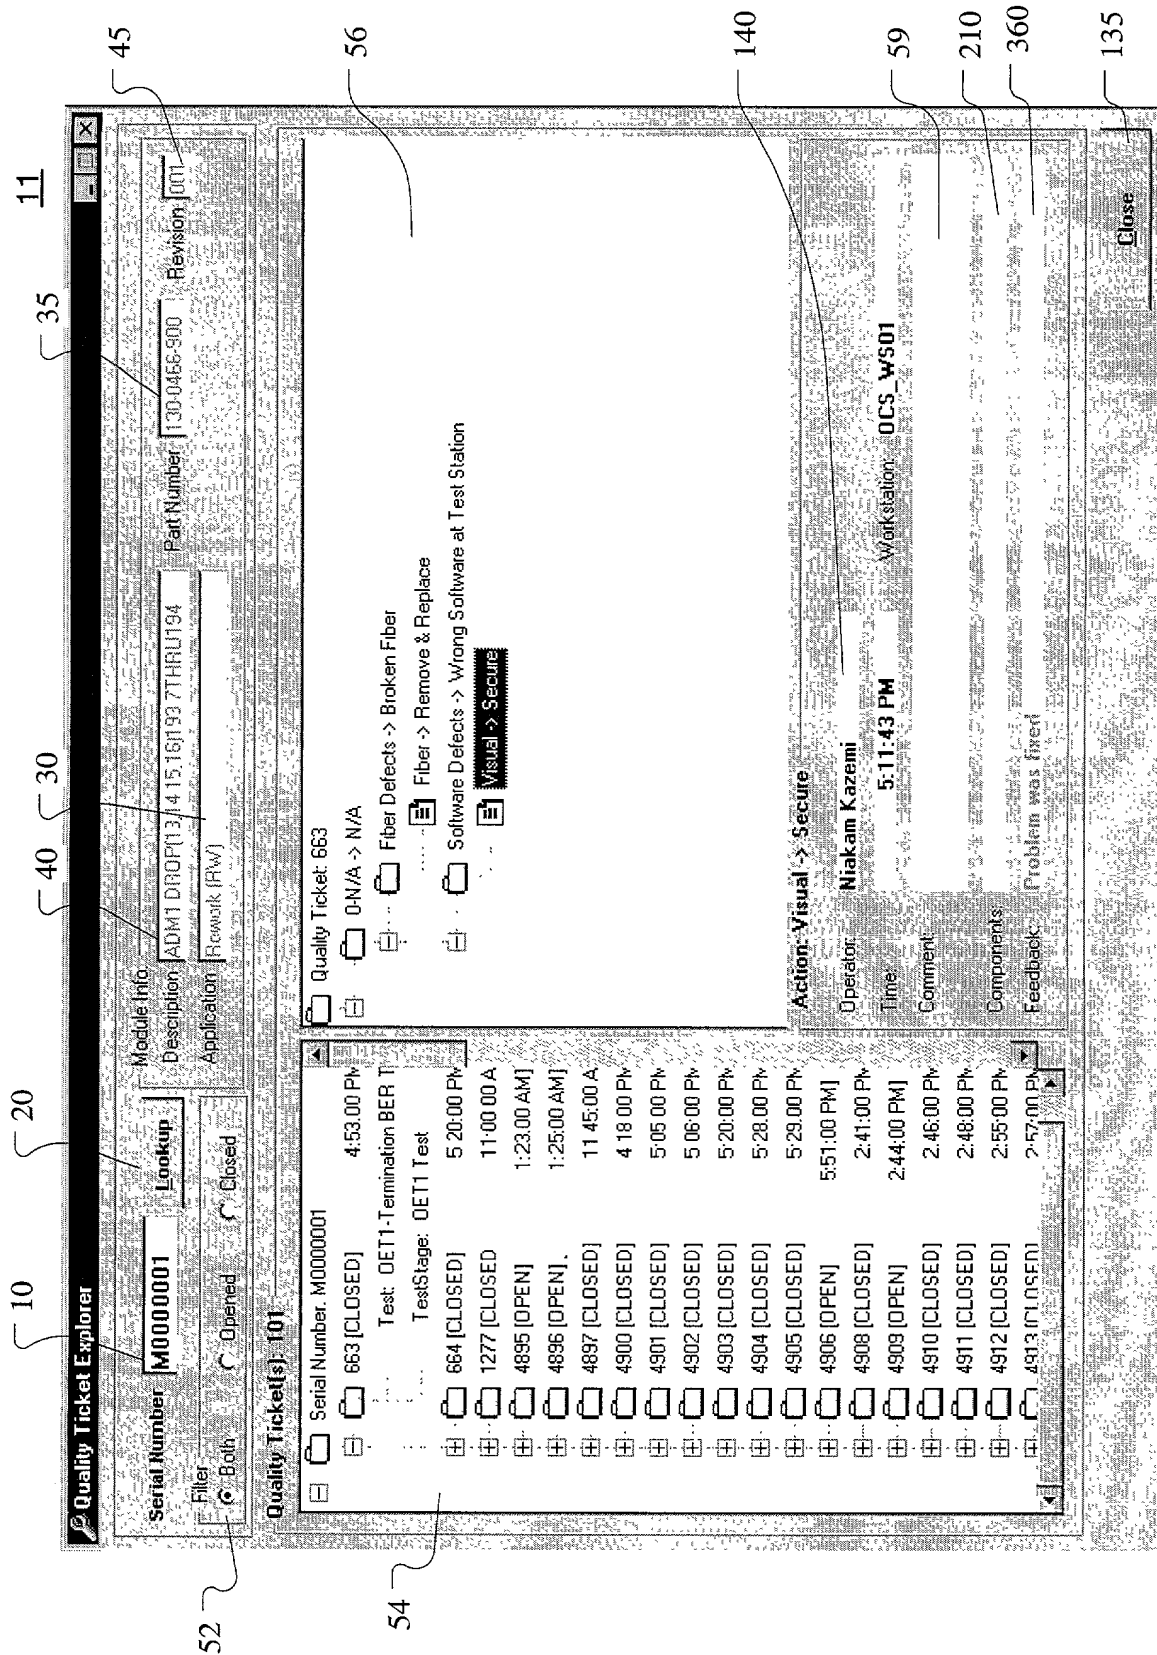 11
Quality Ticket Explorer
10
20
40
30
35
45
Serial Number
M0000001
Lookup
Filter
Both
Opened
Closed
52
Module Info
Description
ADM1 DROP(13,14,15,16)193.7THRU194
Part Number
130-0466-900
Revision
001
Application
Rework (RW)
Quality Ticket(s): 101
54
Serial Number. M0000001
663 [CLOSED] 4:53:00 PM
Test: OET1-Termination BER T
TestStage: OET1 Test
664 [CLOSED] 5:20:00 PM
1277 [CLOSED 11:00:00 A
4895 [OPEN] 1:23:00 AM]
4896 [OPEN] 1:25:00 AM]
4897 [CLOSED] 11:45:00 A
4900 [CLOSED] 4:18:00 PM
4901 [CLOSED] 5:05:00 PM
4902 [CLOSED] 5:06:00 PM
4903 [CLOSED] 5:20:00 PM
4904 [CLOSED] 5:28:00 PM
4905 [CLOSED] 5:29:00 PM
4906 [OPEN] 5:51:00 PM]
4908 [CLOSED] 2:41:00 PM
4909 [OPEN] 2:44:00 PM]
4910 [CLOSED] 2:46:00 PM
4911 [CLOSED] 2:48:00 PM
4912 [CLOSED] 2:55:00 PM
4913 [CLOSED] 2:57:00 PM
Quality Ticket: 663
0-N/A -> N/A
Fiber Defects -> Broken Fiber
Fiber -> Remove & Replace
Software Defects -> Wrong Software at Test Station
Visual -> Secure
56
Action: Visual -> Secure
140
Operator: Niakam Kazemi
Time: 5:11:43 PM Workstation: OCS_WS01
Comment:
59
Components:
210
Feedback: Problem was fixed
360
Close
135